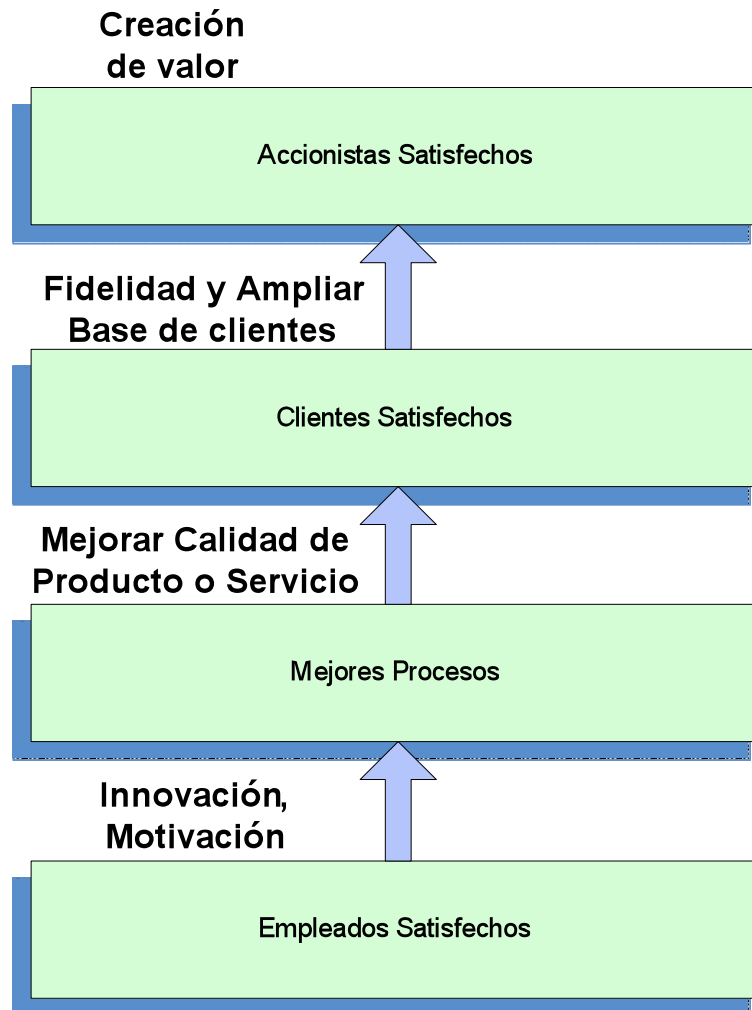 Creación
de valor
Accionistas Satisfechos
Fidelidad y Ampliar
Base de clientes
Clientes Satisfechos
Mejorar Calidad de
Producto o Servicio
Mejores Procesos
Innovación,
Motivación
Empleados Satisfechos